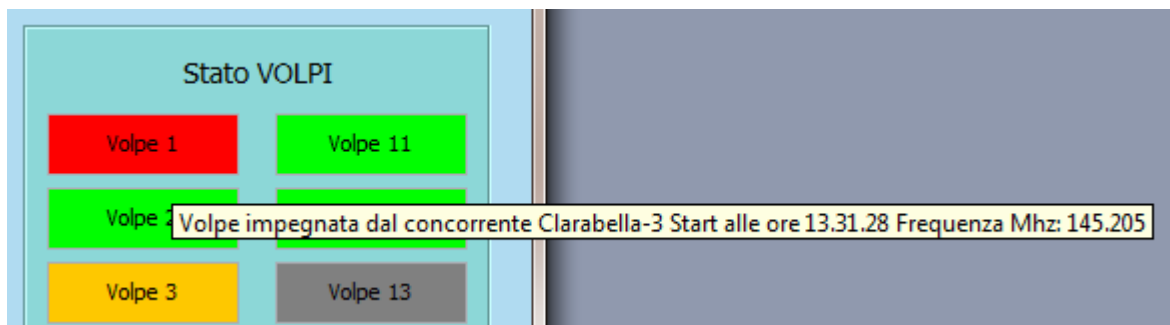 Stato VOLPI
Volpe 1
Volpe 11
Volpe
Volpe impegnata dal concorrente Clarabella-3 Start alle ore 13.31.28 Frequenza Mhz: 145.205
Volpe 3
Volpe 13